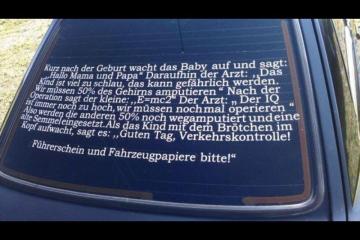 Kurz nach der Geburt wacht das Baby auf und sagt:
,,Hallo Mama und Papa" Daraufhin der Arzt: ,,Das
Kind ist viel zu schlau, das kann gefährlich werden.
Wir müssen 50% des Gehirns amputieren " Nach der
Operation sagt der kleine: ,,E=mc2" Der Arzt: ,, Der IQ
ist immer noch zu hoch, wir müssen noch mal operieren "
Also werden die anderen 50% noch wegamputiert und eine
alte Semmel eingesetzt. Als das Kind mit dem Brötchen im
Kopf aufwacht, sagt es: ,,Guten Tag, Verkehrskontrolle!
Führerschein und Fahrzeugpapiere bitte!"